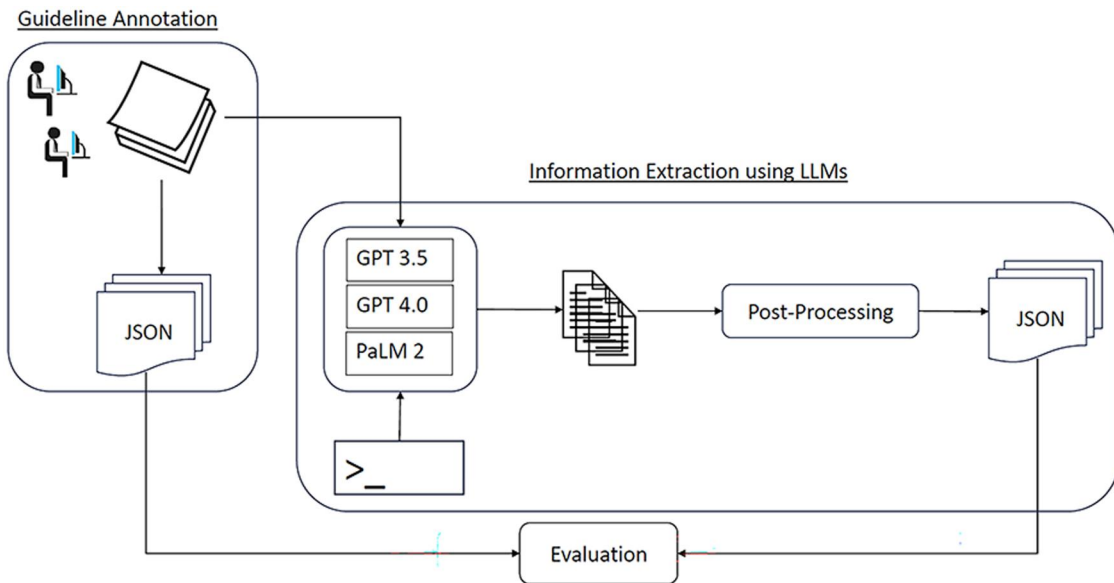 Guideline Annotation
Information Extraction using LLMs
GPT 3.5
GPT 4.0
PaLM 2
JSON
Post-Processing
JSON
>_
Evaluation